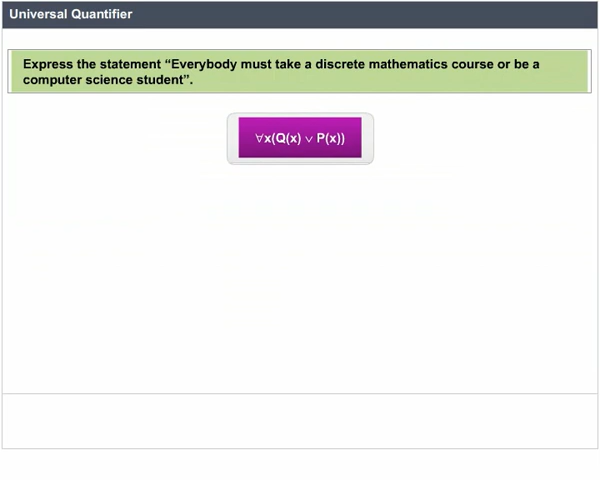 Universal Quantifier
Express the statement “Everybody must take a discrete mathematics course or be a
computer science student”.
∀x(Q(x) ∨ P(x))